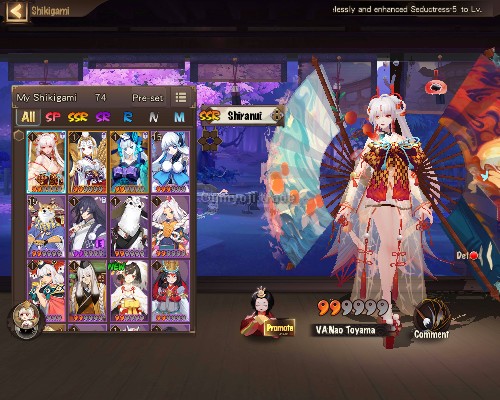 Shikigami
lessly and enhanced Seductress-5 to Lv.
My Shikigami 74 Pre-set
All SP SSR SR R N M
SSR Shiranui
NEW
Promote
VA:Nao Toyama
Comment